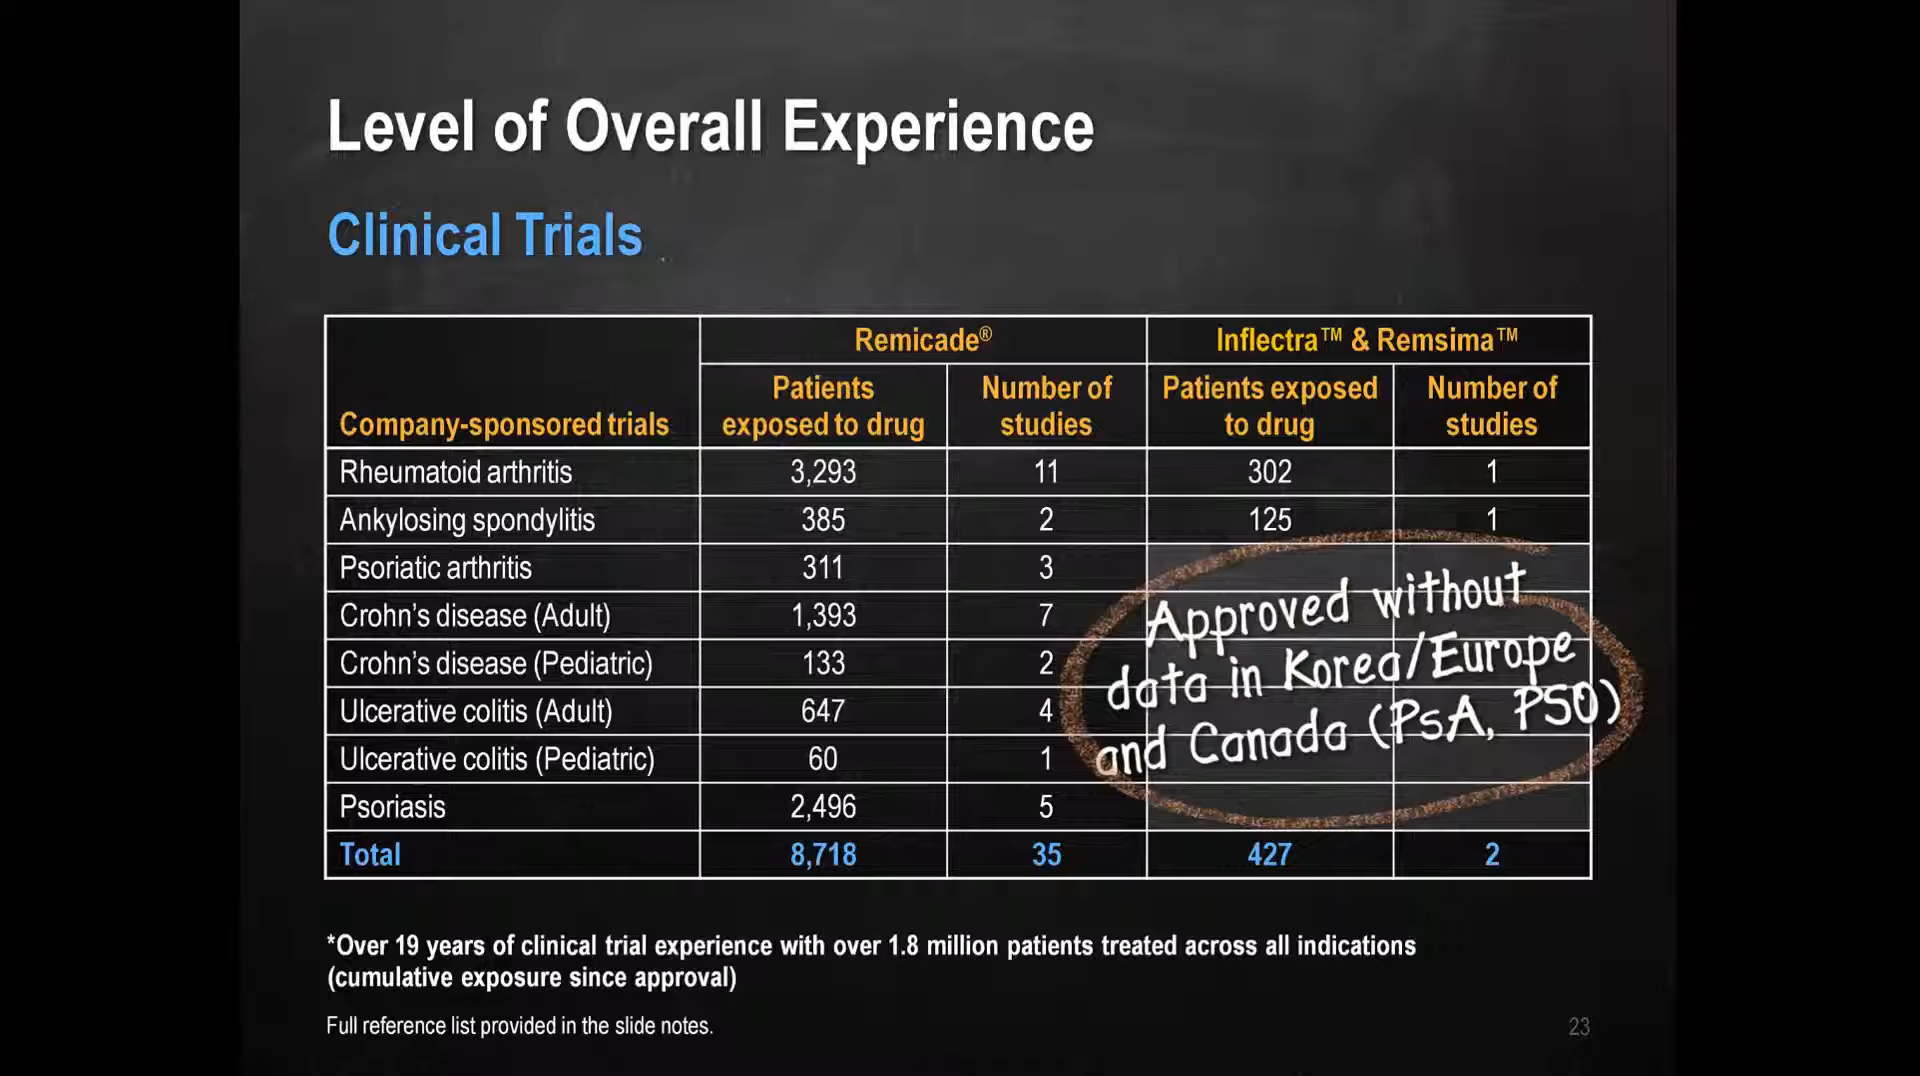 Level of Overall Experience
Clinical Trials
Remicade® Inflectra™ & Remsima™
Company-sponsored trials Patients exposed to drug Number of studies Patients exposed to drug Number of studies
Rheumatoid arthritis 3,293 11 302 1
Ankylosing spondylitis 385 2 125 1
Psoriatic arthritis 311 3
Crohn’s disease (Adult) 1,393 7
Crohn’s disease (Pediatric) 133 2
Ulcerative colitis (Adult) 647 4
Ulcerative colitis (Pediatric) 60 1
Psoriasis 2,496 5
Approved without
data in Korea/Europe
and Canada (PsA, PSO)
Total 8,718 35 427 2
*Over 19 years of clinical trial experience with over 1.8 million patients treated across all indications
(cumulative exposure since approval)
Full reference list provided in the slide notes.
23